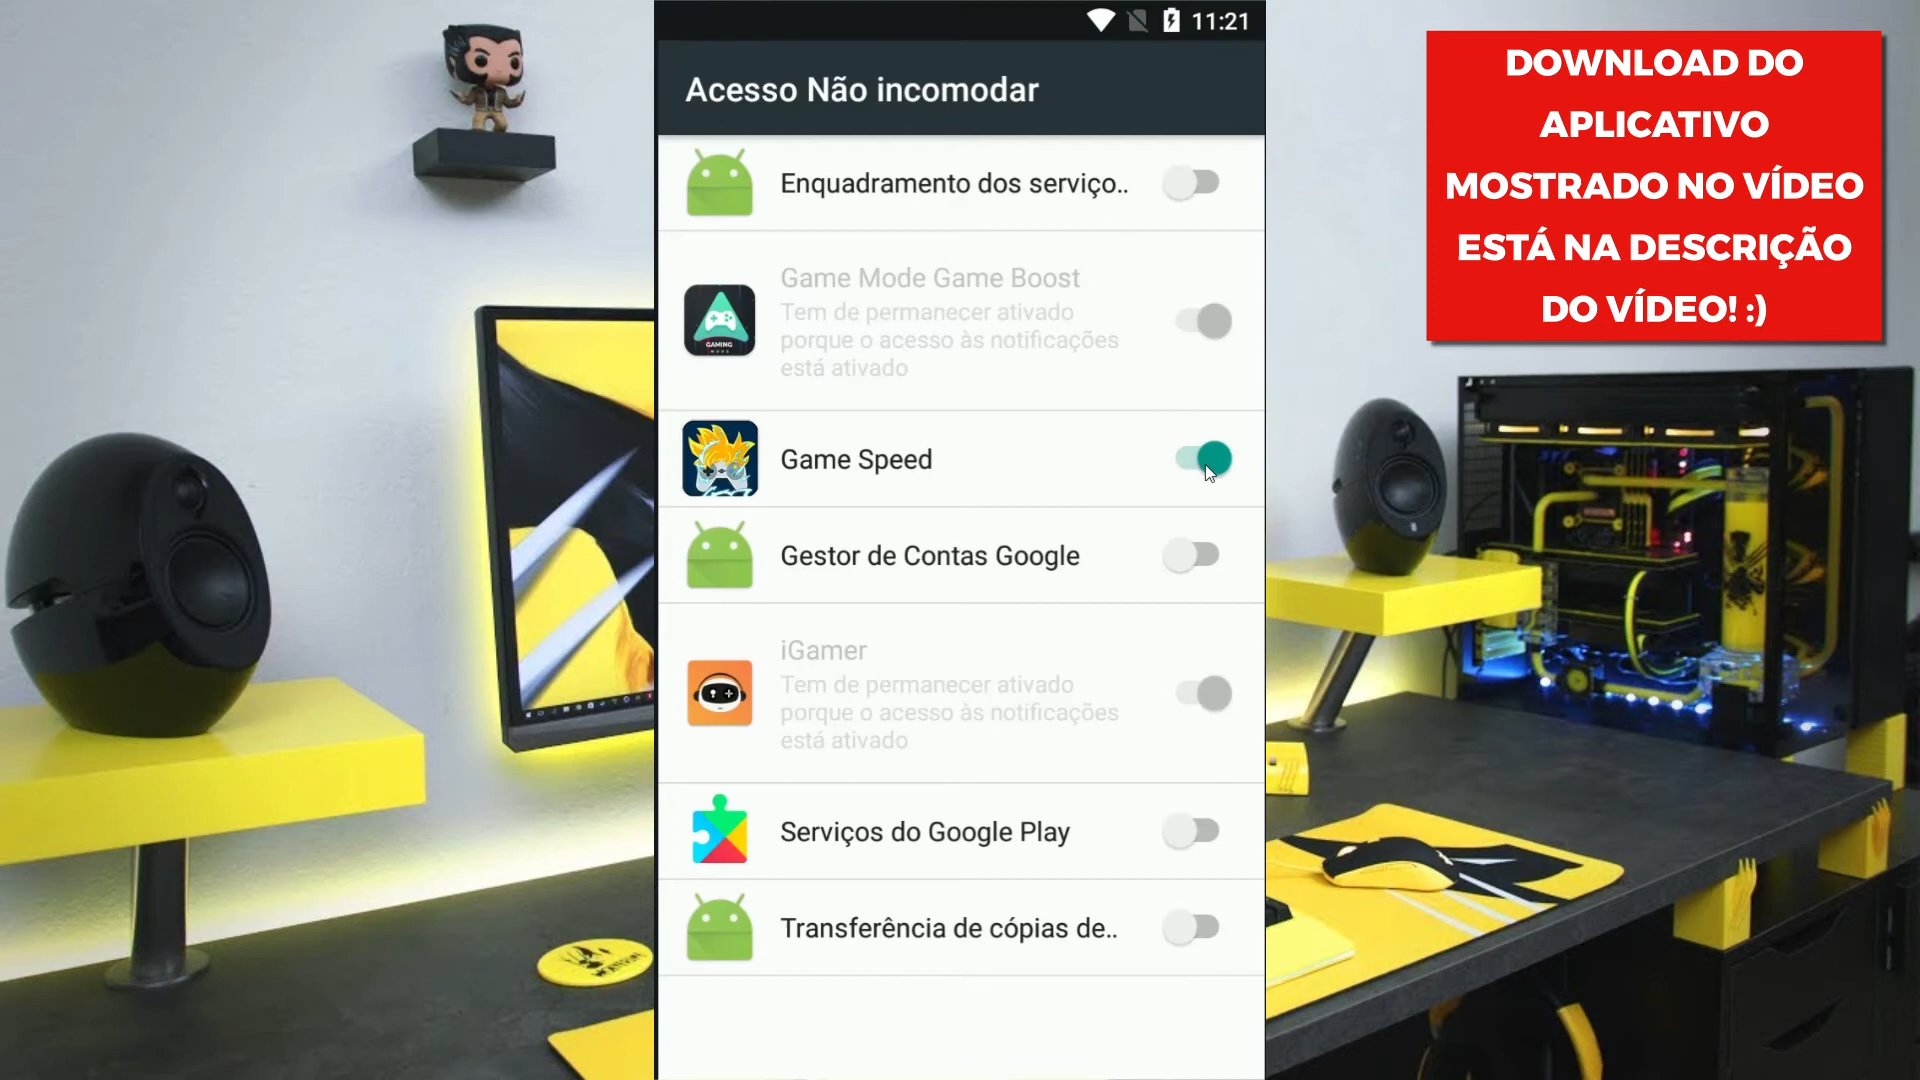 11:21
Acesso Não incomodar
Enquadramento dos serviço..
Game Mode Game Boost
Tem de permanecer ativado
porque o acesso às notificações
está ativado
GAMING
MODE
Game Speed
Gestor de Contas Google
iGamer
Tem de permanecer ativado
porque o acesso às notificações
está ativado
Serviços do Google Play
Transferência de cópias de..
DOWNLOAD DO
APLICATIVO
MOSTRADO NO VÍDEO
ESTÁ NA DESCRIÇÃO
DO VÍDEO! :)